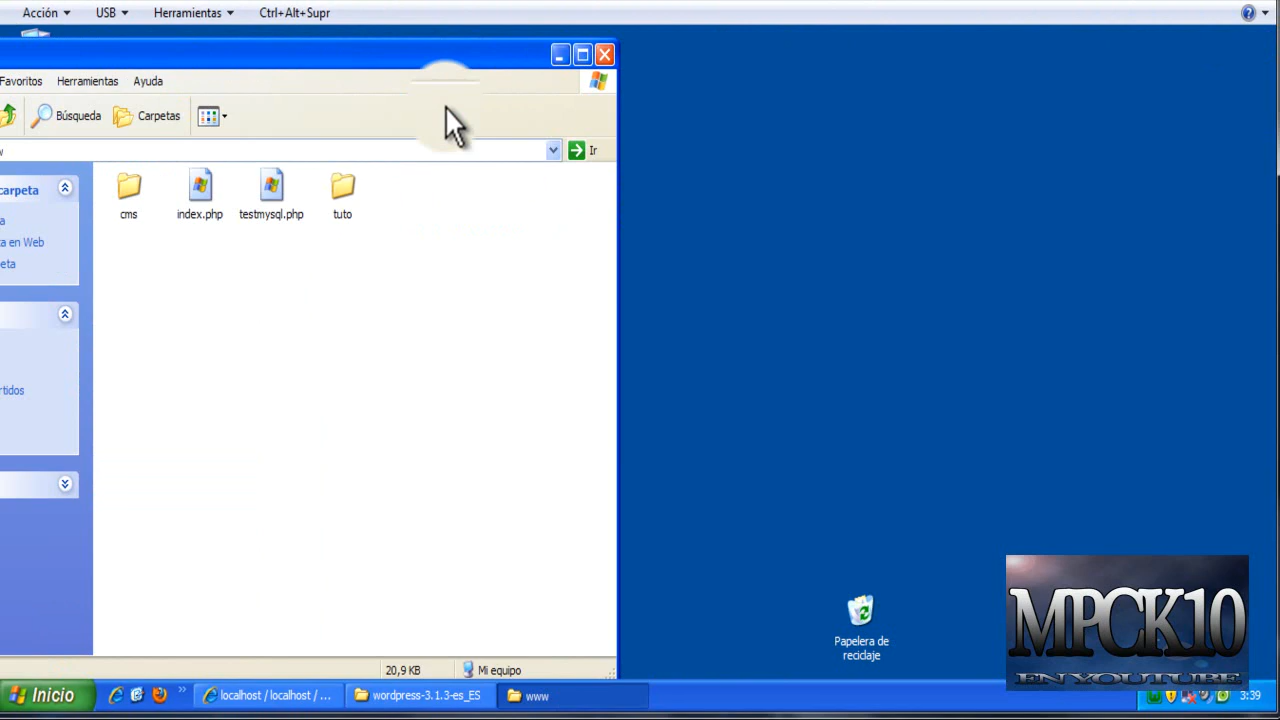 Acción USB Herramientas Ctrl+Alt+Supr
Favoritos Herramientas Ayuda
Búsqueda Carpetas
w Ir
carpeta
a
ta en Web
eta
rtidos
cms index.php testmysql.php tuto
Papelera de
reciclaje
MPCK10
EN YOUTUBE
20,9 KB Mi equipo
Inicio localhost / localhost / ... wordpress-3.1.3-es_ES www 3:39